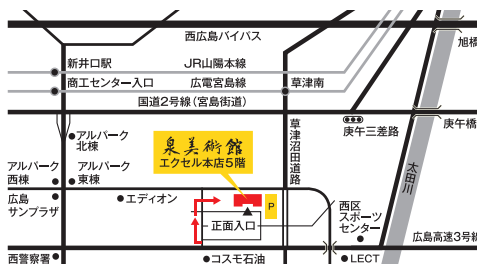 西広島バイパス
旭橋
新井口駅
JR山陽本線
商工センター入口
広電宮島線
草津南
国道2号線(宮島街道)
庚午三差路
庚午橋
アルパーク
北棟
泉美術館
エクセル本店5階
草津沼田道路
太田川
アルパーク
西棟
アルパーク
東棟
広島
サンプラザ
エディオン
P
正面入口
西区
スポーツ
センター
広島高速3号線
西警察署
コスモ石油
LECT